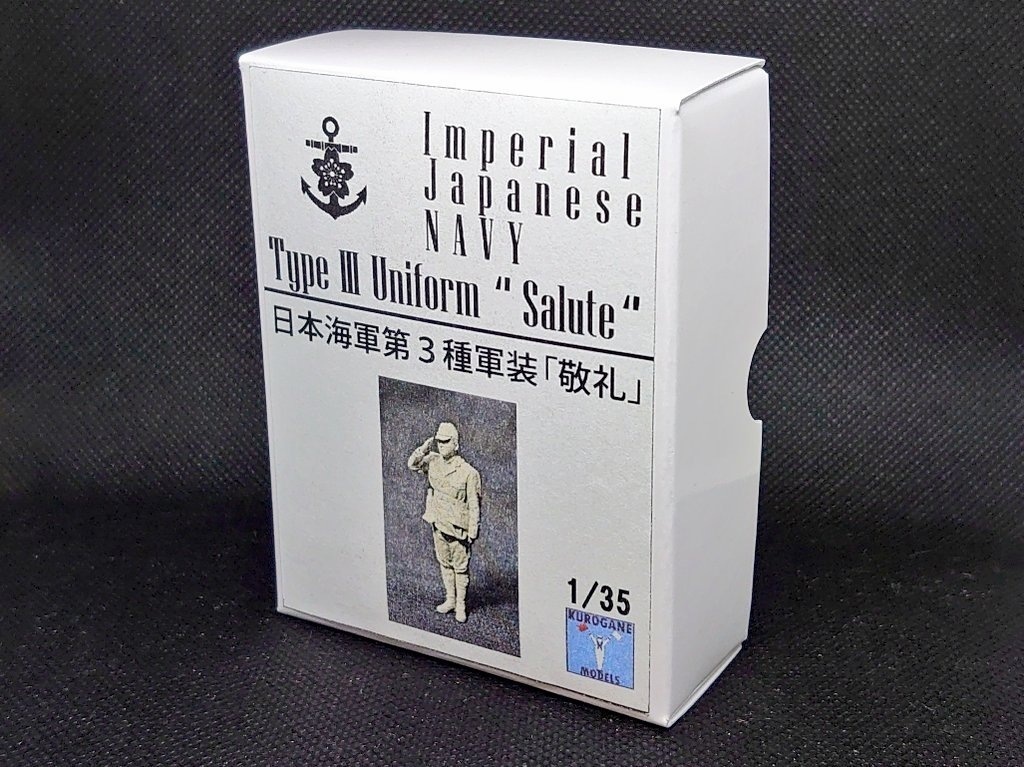 Imperial
Japanese
NAVY
Type III Uniform “ Salute “
日本海軍第３種軍装「敬礼」
1/35
KUROGANE
MODELS